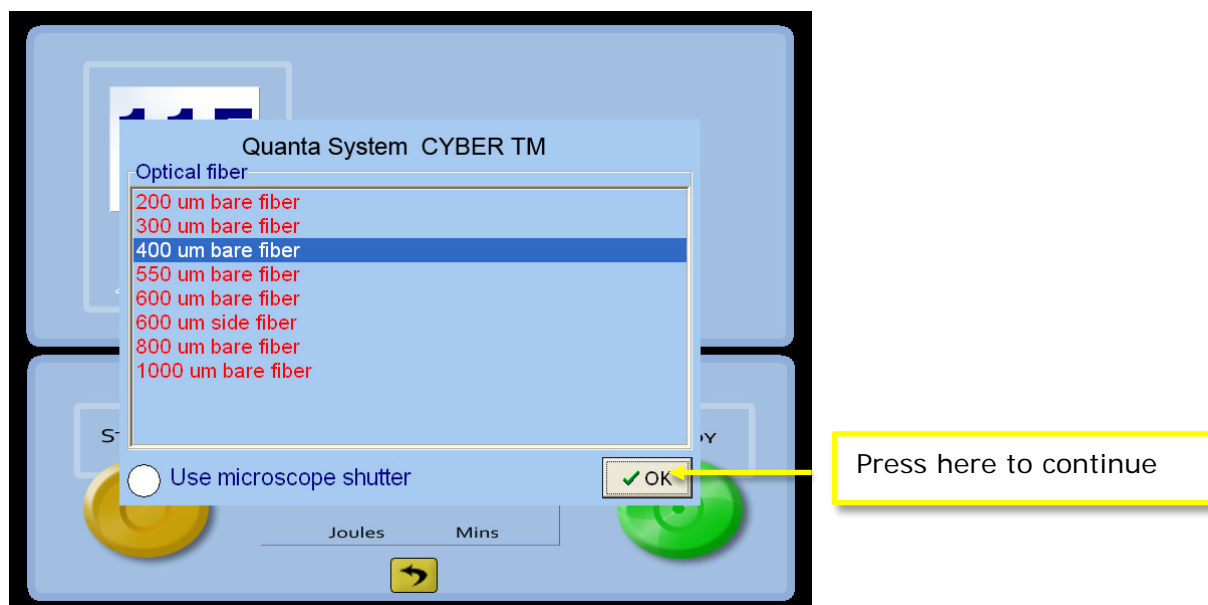 Quanta System CYBER TM
Optical fiber
200 um bare fiber
300 um bare fiber
400 um bare fiber
550 um bare fiber
600 um bare fiber
600 um side fiber
800 um bare fiber
1000 um bare fiber
Use microscope shutter
OK
Press here to continue
Joules Mins